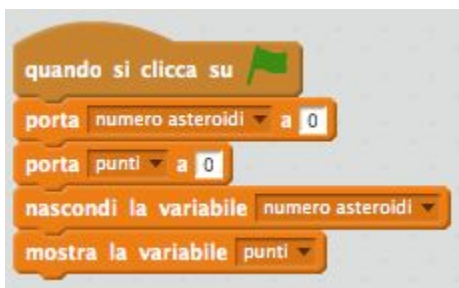 quando si clicca su
porta numero asteroidi a 0
porta punti a 0
nascondi la variabile numero asteroidi
mostra la variabile punti